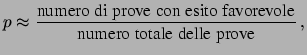 p ≈ numero di prove con esito favorevole / numero totale delle prove ,